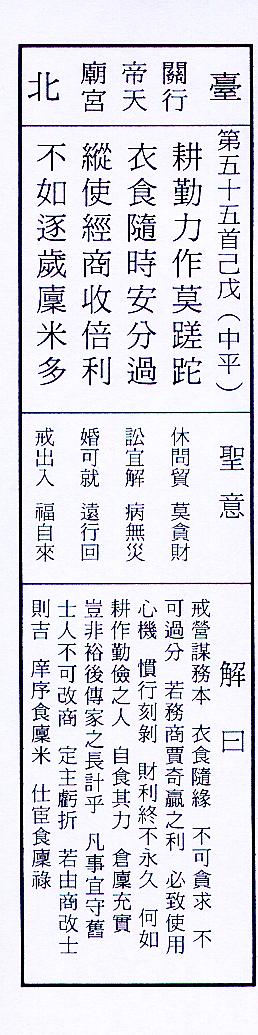 臺
關行
帝天
廟宮
北
第五十五首己戊(中平)
耕勤力作莫蹉跎
衣食隨時安分過
縱使經商收倍利
不如逐歲廩米多
聖意
休問貿 莫貪財
訟宜解 病無災
婚可就 遠行回
戒出入 福自來
解曰
戒營謀務本 衣食隨緣 不可貪求 不
可過分 若務商賈奇贏之利 必致使用
心機 慣行刻剝 財利終不永久 何如
耕作勤儉之人 自食其力 倉廩充實
豈非裕後傳家之長計乎 凡事宜守舊
士人不可改商 定主虧折 若由商改士
則吉 庠序食廩米 仕宦食廩祿